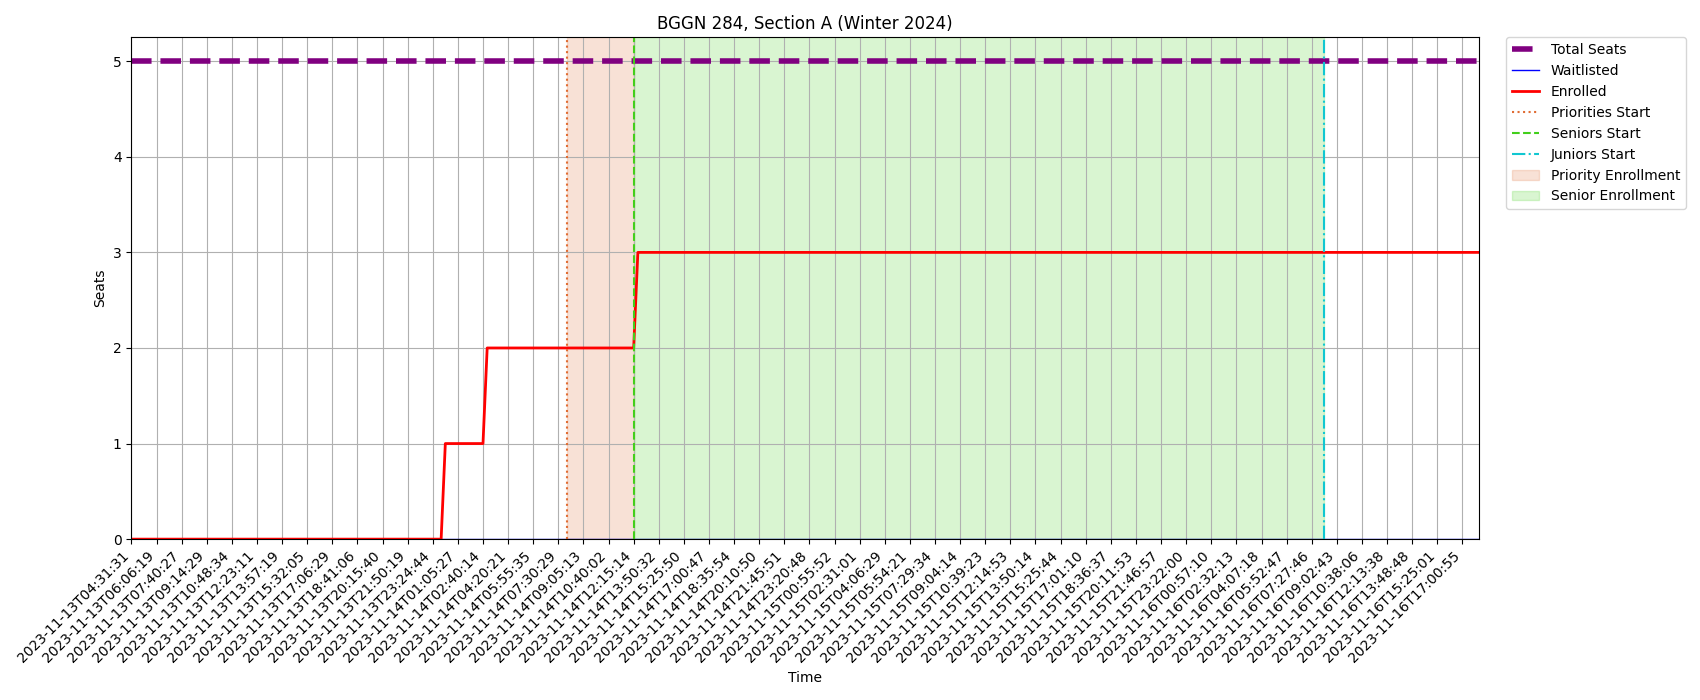 BGGN 284, Section A (Winter 2024)
Total Seats
Waitlisted
Enrolled
Priorities Start
Seniors Start
Juniors Start
Priority Enrollment
Senior Enrollment
Seats
5
4
3
2
1
0
2023-11-13T04:31:31
2023-11-13T06:06:19
2023-11-13T07:40:27
2023-11-13T09:14:29
2023-11-13T10:48:34
2023-11-13T12:23:11
2023-11-13T13:57:19
2023-11-13T15:32:05
2023-11-13T17:06:29
2023-11-13T18:41:06
2023-11-13T20:15:40
2023-11-13T21:50:19
2023-11-13T23:24:44
2023-11-14T01:05:27
2023-11-14T02:40:14
2023-11-14T04:20:21
2023-11-14T05:55:35
2023-11-14T07:30:29
2023-11-14T09:05:13
2023-11-14T10:40:02
2023-11-14T12:15:14
2023-11-14T13:50:32
2023-11-14T15:25:50
2023-11-14T17:00:47
2023-11-14T18:35:54
2023-11-14T20:10:50
2023-11-14T21:45:51
2023-11-14T23:20:48
2023-11-15T00:55:52
2023-11-15T02:31:01
2023-11-15T04:06:29
2023-11-15T05:54:21
2023-11-15T07:29:34
2023-11-15T09:04:14
2023-11-15T10:39:23
2023-11-15T12:14:53
2023-11-15T13:50:14
2023-11-15T15:25:44
2023-11-15T17:01:10
2023-11-15T18:36:37
2023-11-15T20:11:53
2023-11-15T21:46:57
2023-11-15T23:22:00
2023-11-16T00:57:10
2023-11-16T02:32:13
2023-11-16T04:07:18
2023-11-16T05:52:47
2023-11-16T07:27:46
2023-11-16T09:02:43
2023-11-16T10:38:06
2023-11-16T12:13:38
2023-11-16T13:48:48
2023-11-16T15:25:01
2023-11-16T17:00:55
Time